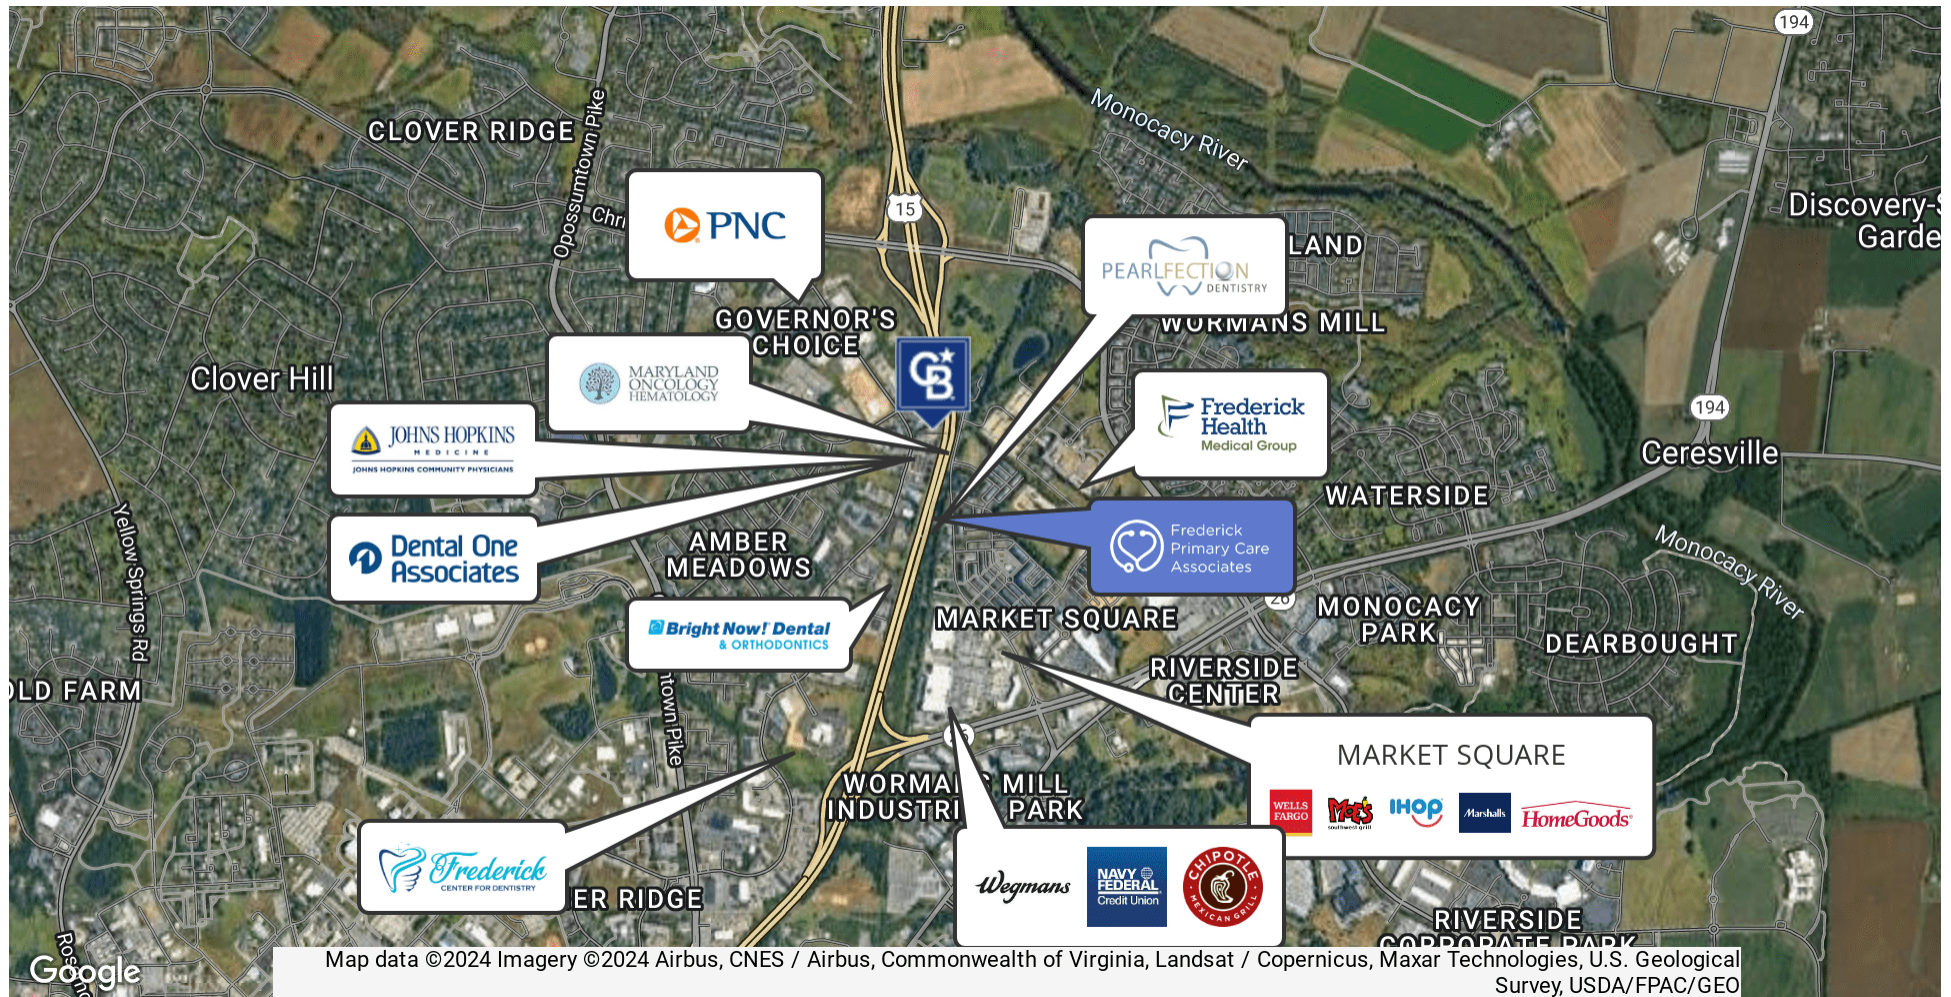 194
Monocacy River
CLOVER RIDGE
Opossumtown Pike
PNC
15
Chri
Discovery-S
Garde
LAND
PEARLFECTION
DENTISTRY
GOVERNOR'S
CHOICE
WORMANS MILL
Clover Hill
MARYLAND
ONCOLOGY
HEMATOLOGY
CB
Frederick
Health
Medical Group
194
JOHNS HOPKINS
MEDICINE
JOHNS HOPKINS COMMUNITY PHYSICIANS
Ceresville
WATERSIDE
Yellow Springs Rd
Dental One
Associates
AMBER
MEADOWS
Frederick
Primary Care
Associates
Monocacy River
26
MARKET SQUARE
MONOCACY
PARK
Bright Now! Dental
& ORTHODONTICS
DEARBOUGHT
OLD FARM
RIVERSIDE
CENTER
ntown Pike
MARKET SQUARE
WELLS
FARGO
Moe's
southwest grill
IHOP
Marshalls
HomeGoods
WORMANS MILL
INDUSTRI PARK
Frederick
CENTER FOR DENTISTRY
ER RIDGE
Wegmans
NAVY
FEDERAL
Credit Union
CHIPOTLE
MEXICAN GRILL
RIVERSIDE
CORPORATE PARK
Google
Map data ©2024 Imagery ©2024 Airbus, CNES / Airbus, Commonwealth of Virginia, Landsat / Copernicus, Maxar Technologies, U.S. Geological
Survey, USDA/FPAC/GEO